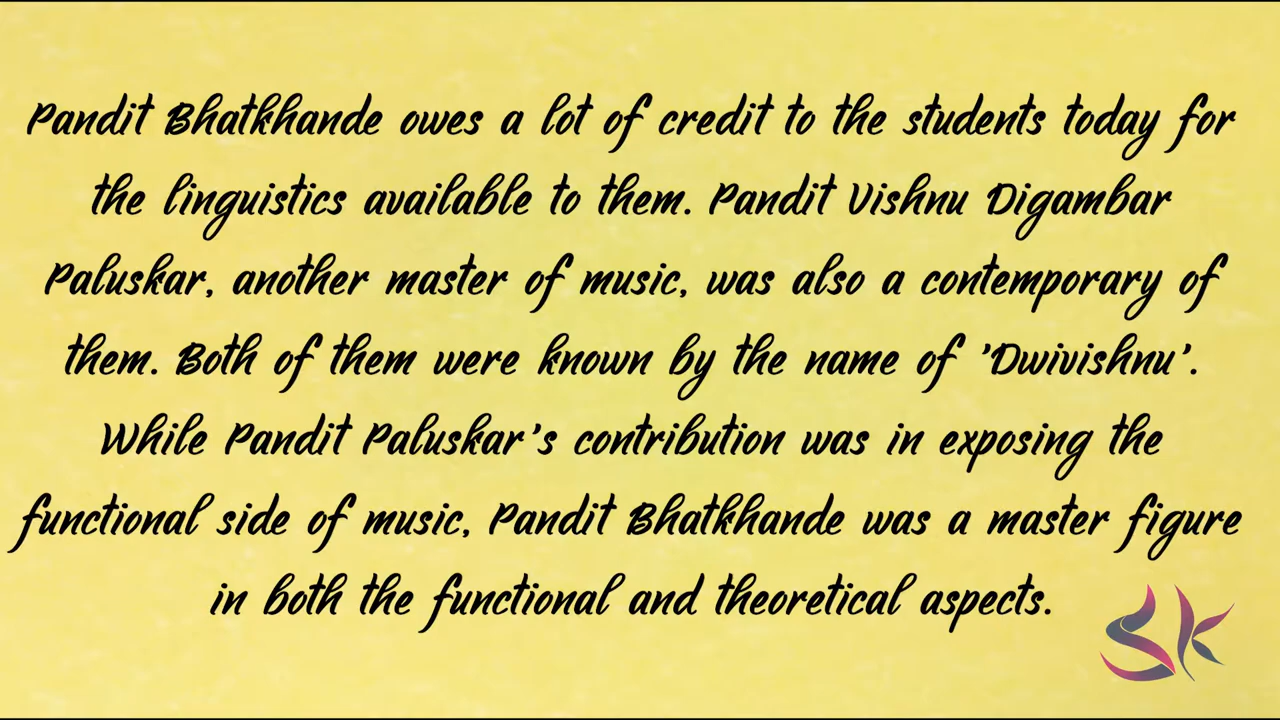 Pandit Bhatkhande owes a lot of credit to the students today for
the linguistics available to them. Pandit Vishnu Digambar
Paluskar, another master of music, was also a contemporary of
them. Both of them were known by the name of 'Dwivishnu'.
While Pandit Paluskar's contribution was in exposing the
functional side of music, Pandit Bhatkhande was a master figure
in both the functional and theoretical aspects.
SK